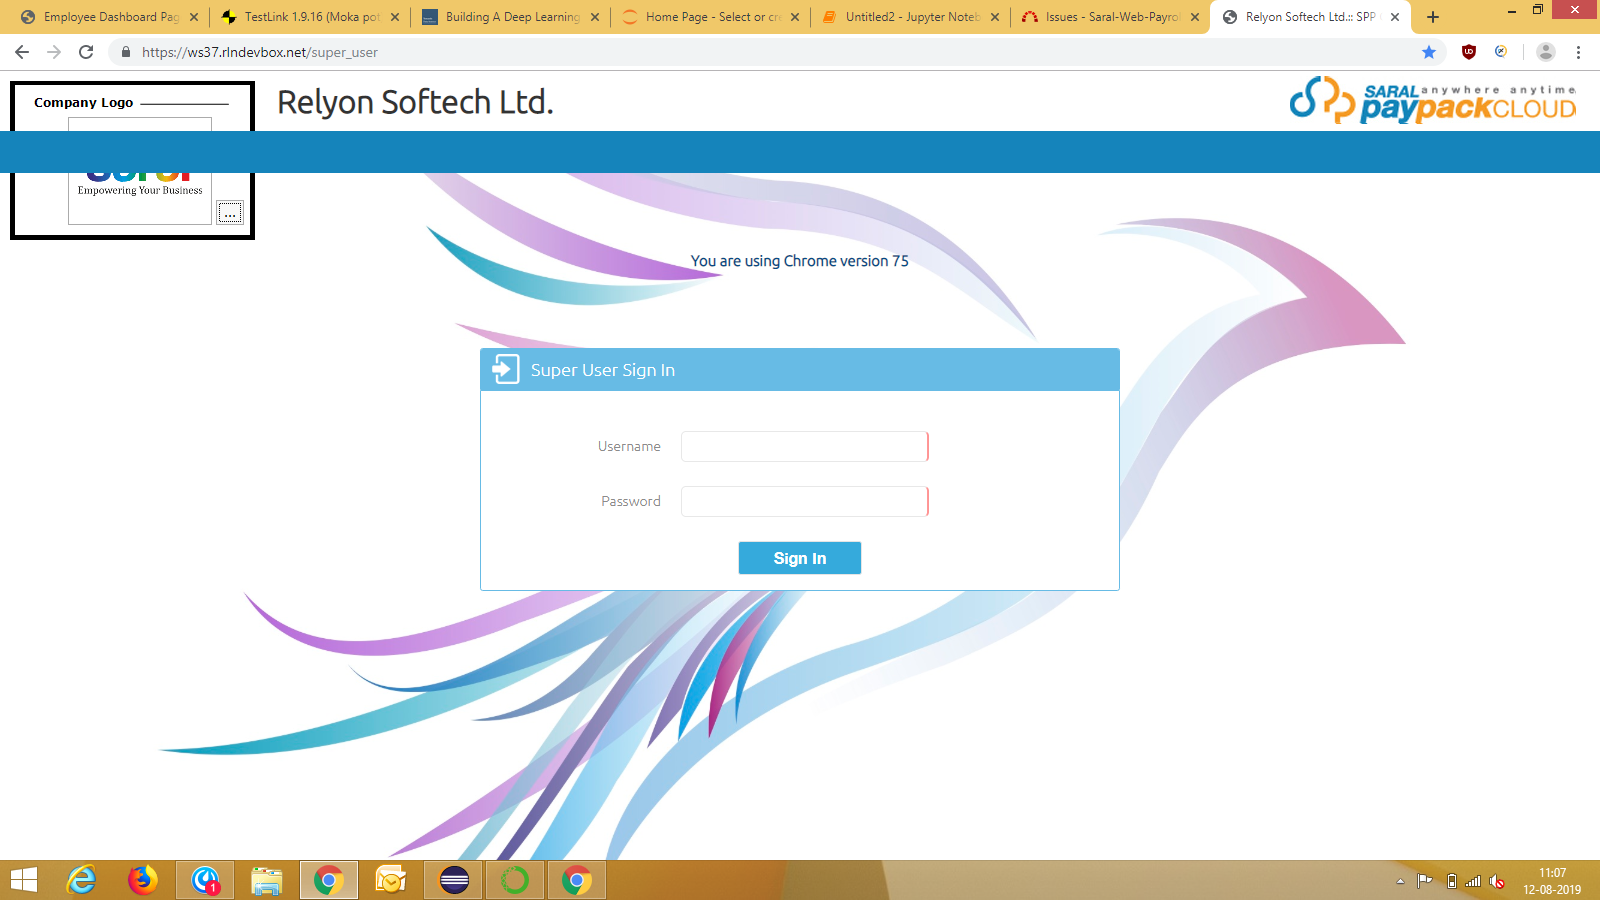 Employee Dashboard Pag
TestLink 1.9.16 (Moka pot
Building A Deep Learning
Home Page - Select or cre
Untitled2 - Jupyter Noteb
Issues - Saral-Web-Payrol
Relyon Softech Ltd.:: SPP
https://ws37.rlndevbox.net/super_user
Company Logo
Relyon Softech Ltd.
SARAL anywhere anytime
paypackCLOUD
Empowering Your Business
...
You are using Chrome version 75
Super User Sign In
Username
Password
Sign In
1
11:07
12-08-2019